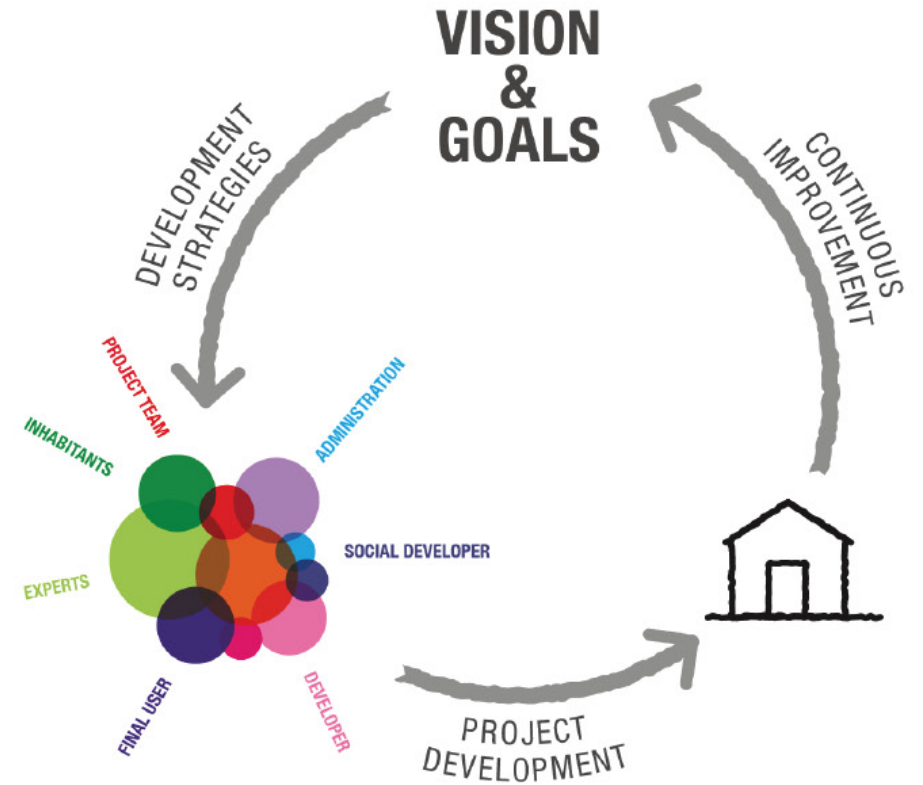 VISION
&
GOALS
DEVELOPMENT
STRATEGIES
CONTINUOUS
IMPROVEMENT
PROJECT TEAM
INHABITANTS
ADMINISTRATION
SOCIAL DEVELOPER
EXPERTS
FINAL USER
DEVELOPER
PROJECT
DEVELOPMENT